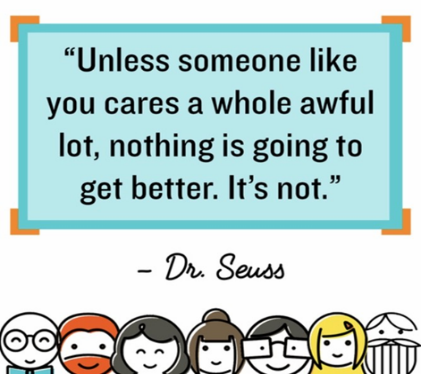 “Unless someone like
you cares a whole awful
lot, nothing is going to
get better. It’s not.”
– Dr. Seuss